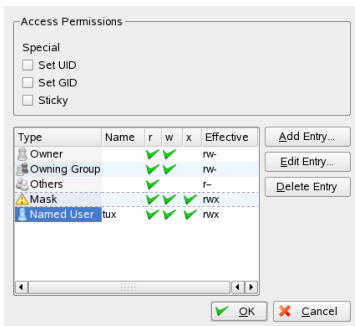 Access Permissions
Special
Set UID
Set GID
Sticky
Type Name r w x Effective
Owner rw-
Owning Group rw-
Others r--
Mask rwx
Named User tux rwx
Add Entry...
Edit Entry...
Delete Entry
OK
Cancel